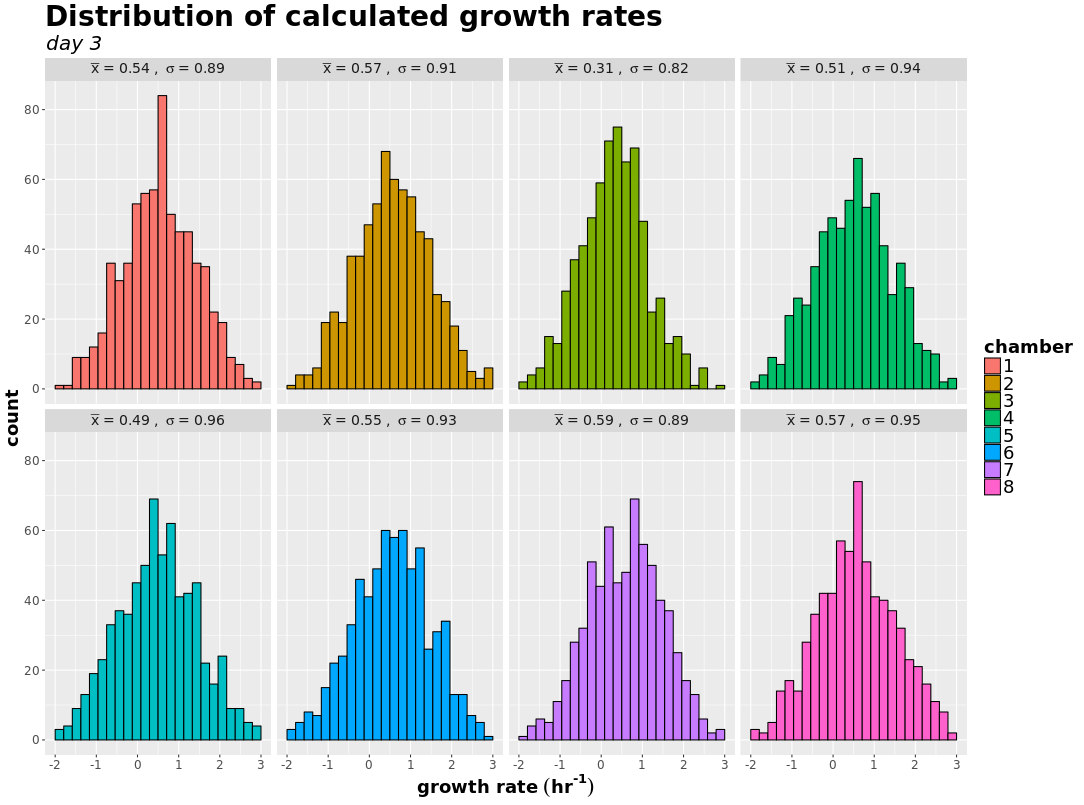 Distribution of calculated growth rates
day 3
x̅ = 0.54 , σ = 0.89
x̅ = 0.57 , σ = 0.91
x̅ = 0.31 , σ = 0.82
x̅ = 0.51 , σ = 0.94
80
60
40
20
0
count
x̅ = 0.49 , σ = 0.96
x̅ = 0.55 , σ = 0.93
x̅ = 0.59 , σ = 0.89
x̅ = 0.57 , σ = 0.95
80
60
40
20
0
-2 -1 0 1 2 3
-2 -1 0 1 2 3
-2 -1 0 1 2 3
-2 -1 0 1 2 3
growth rate (hr⁻¹)
chamber
1
2
3
4
5
6
7
8